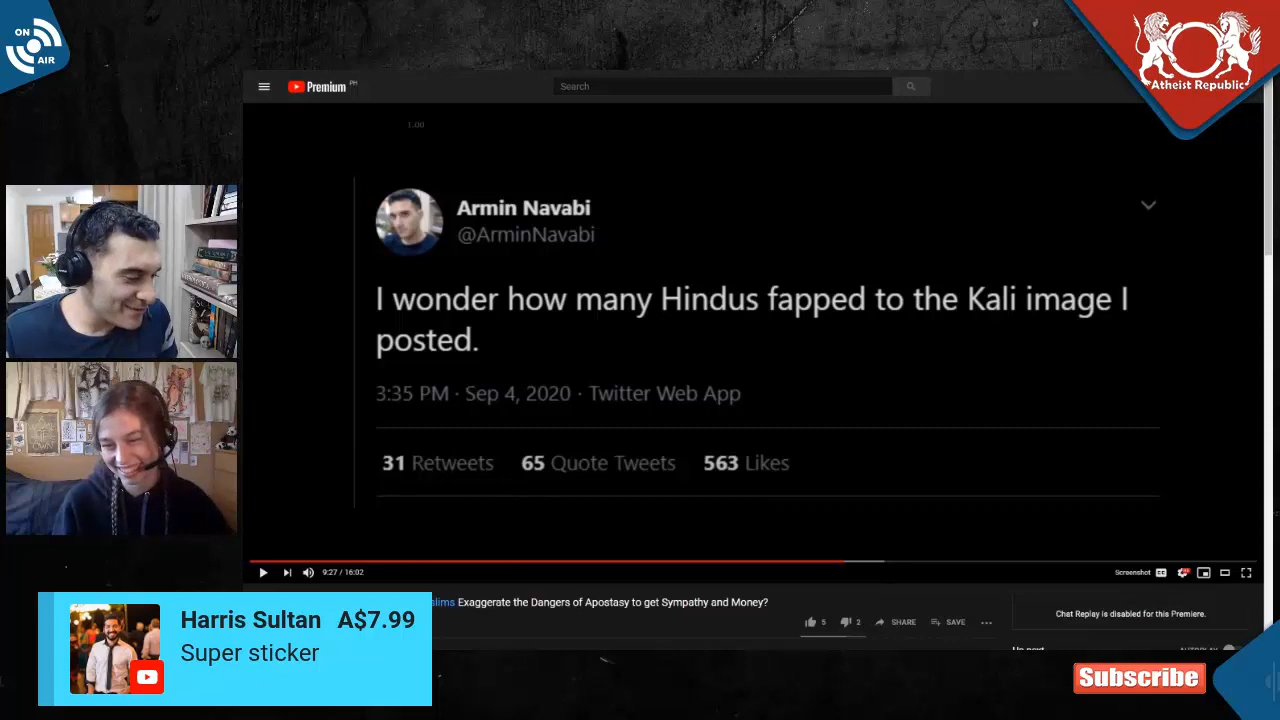 ON
AIR
Atheist Republic
Premium PH
Search
1.00
Armin Navabi
@ArminNavabi
I wonder how many Hindus fapped to the Kali image I
posted.
3:35 PM · Sep 4, 2020 · Twitter Web App
31 Retweets 65 Quote Tweets 563 Likes
9:27 / 16:02
Screenshot
slims Exaggerate the Dangers of Apostasy to get Sympathy and Money?
5 2 SHARE SAVE
Chat Replay is disabled for this Premiere.
Harris Sultan A$7.99
Super sticker
Subscribe